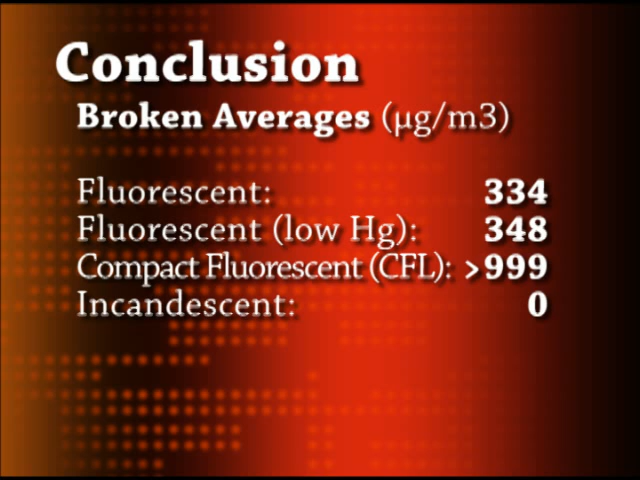 Conclusion
Broken Averages (µg/m3)
Fluorescent: 334
Fluorescent (low Hg): 348
Compact Fluorescent (CFL): >999
Incandescent: 0